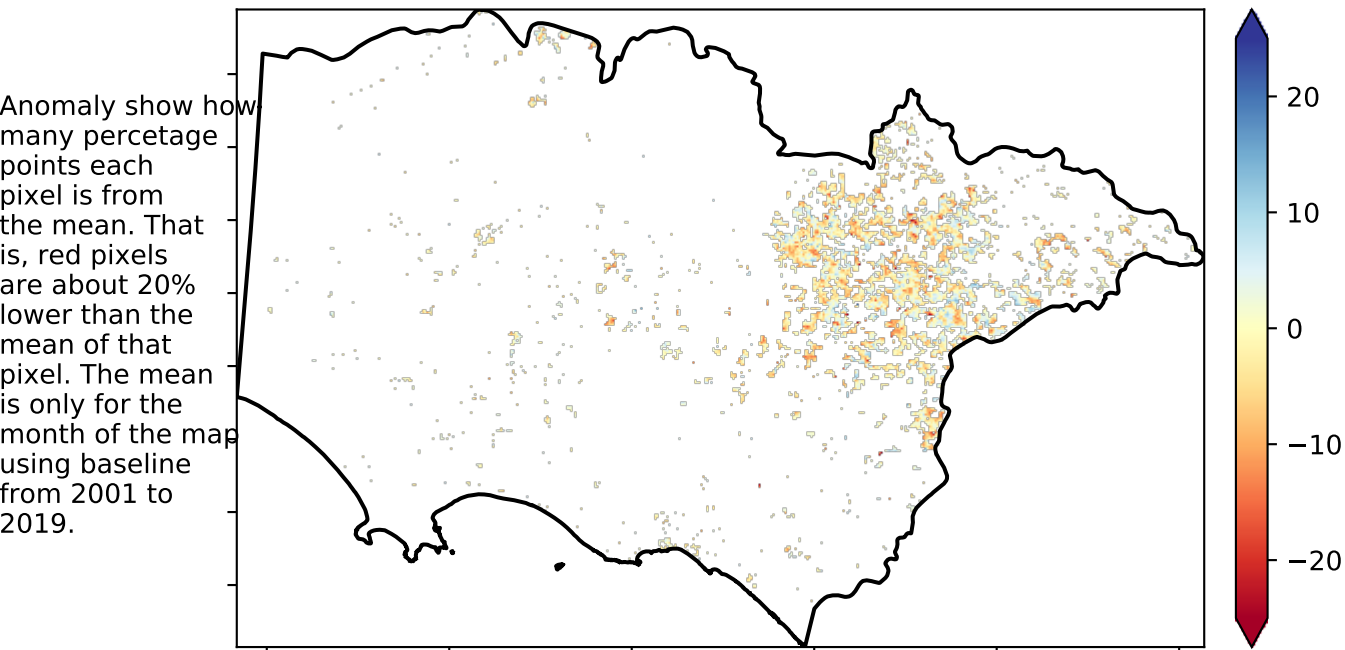 Anomaly show how
many percetage
points each
pixel is from
the mean. That
is, red pixels
are about 20%
lower than the
mean of that
pixel. The mean
is only for the
month of the map
using baseline
from 2001 to
2019.
20
10
0
−10
−20